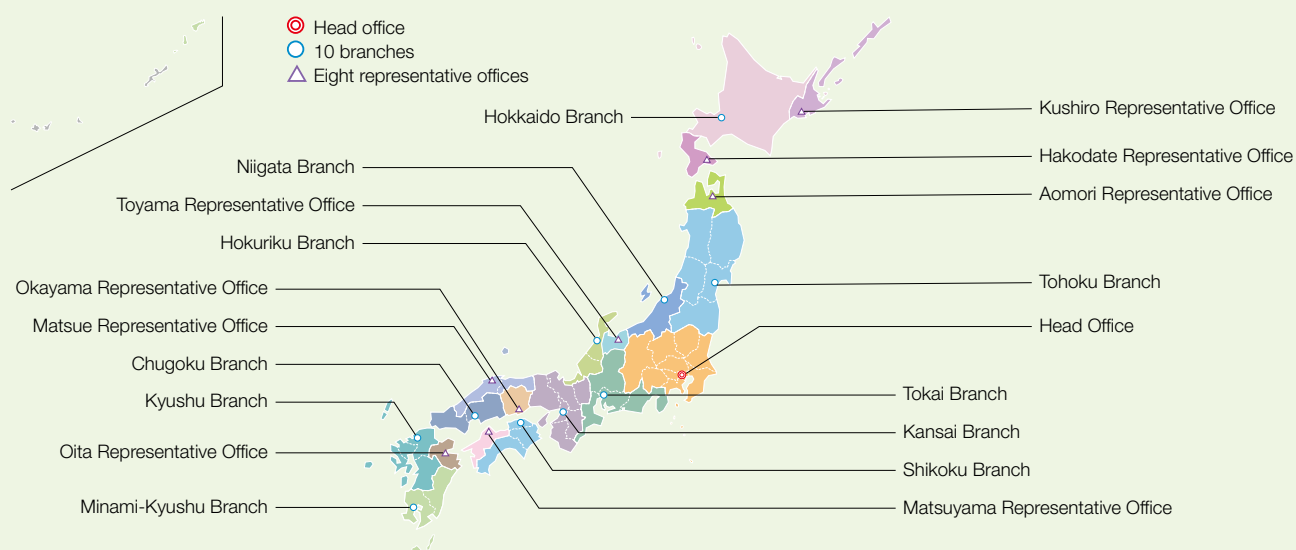 Head office
10 branches
Eight representative offices
Hokkaido Branch
Niigata Branch
Toyama Representative Office
Hokuriku Branch
Okayama Representative Office
Matsue Representative Office
Chugoku Branch
Kyushu Branch
Oita Representative Office
Minami-Kyushu Branch
Kushiro Representative Office
Hakodate Representative Office
Aomori Representative Office
Tohoku Branch
Head Office
Tokai Branch
Kansai Branch
Shikoku Branch
Matsuyama Representative Office